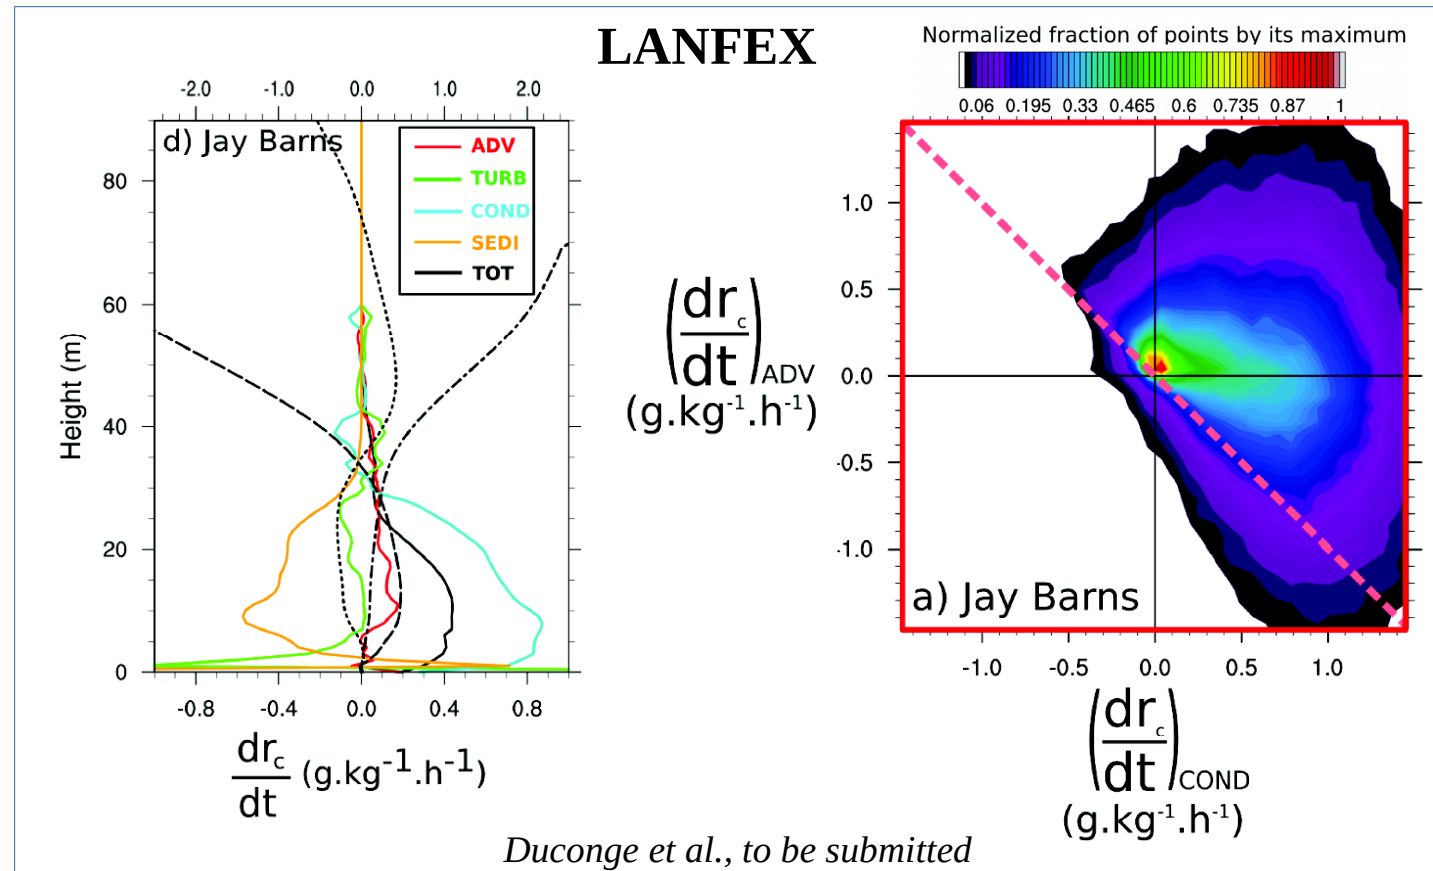 LANFEX
-2.0 -1.0 0.0 1.0 2.0
d) Jay Barns
ADV
TURB
COND
SEDI
TOT
80
60
40
20
0
Height (m)
-0.8 -0.4 0.0 0.4 0.8
drc/dt (g.kg-1.h-1)
Normalized fraction of points by its maximum
0.06 0.195 0.33 0.465 0.6 0.735 0.87 1
(drc/dt)ADV
(g.kg-1.h-1)
1.0
0.5
0.0
-0.5
-1.0
a) Jay Barns
-1.0 -0.5 0.0 0.5 1.0
(drc/dt)COND
(g.kg-1.h-1)
Duconge et al., to be submitted